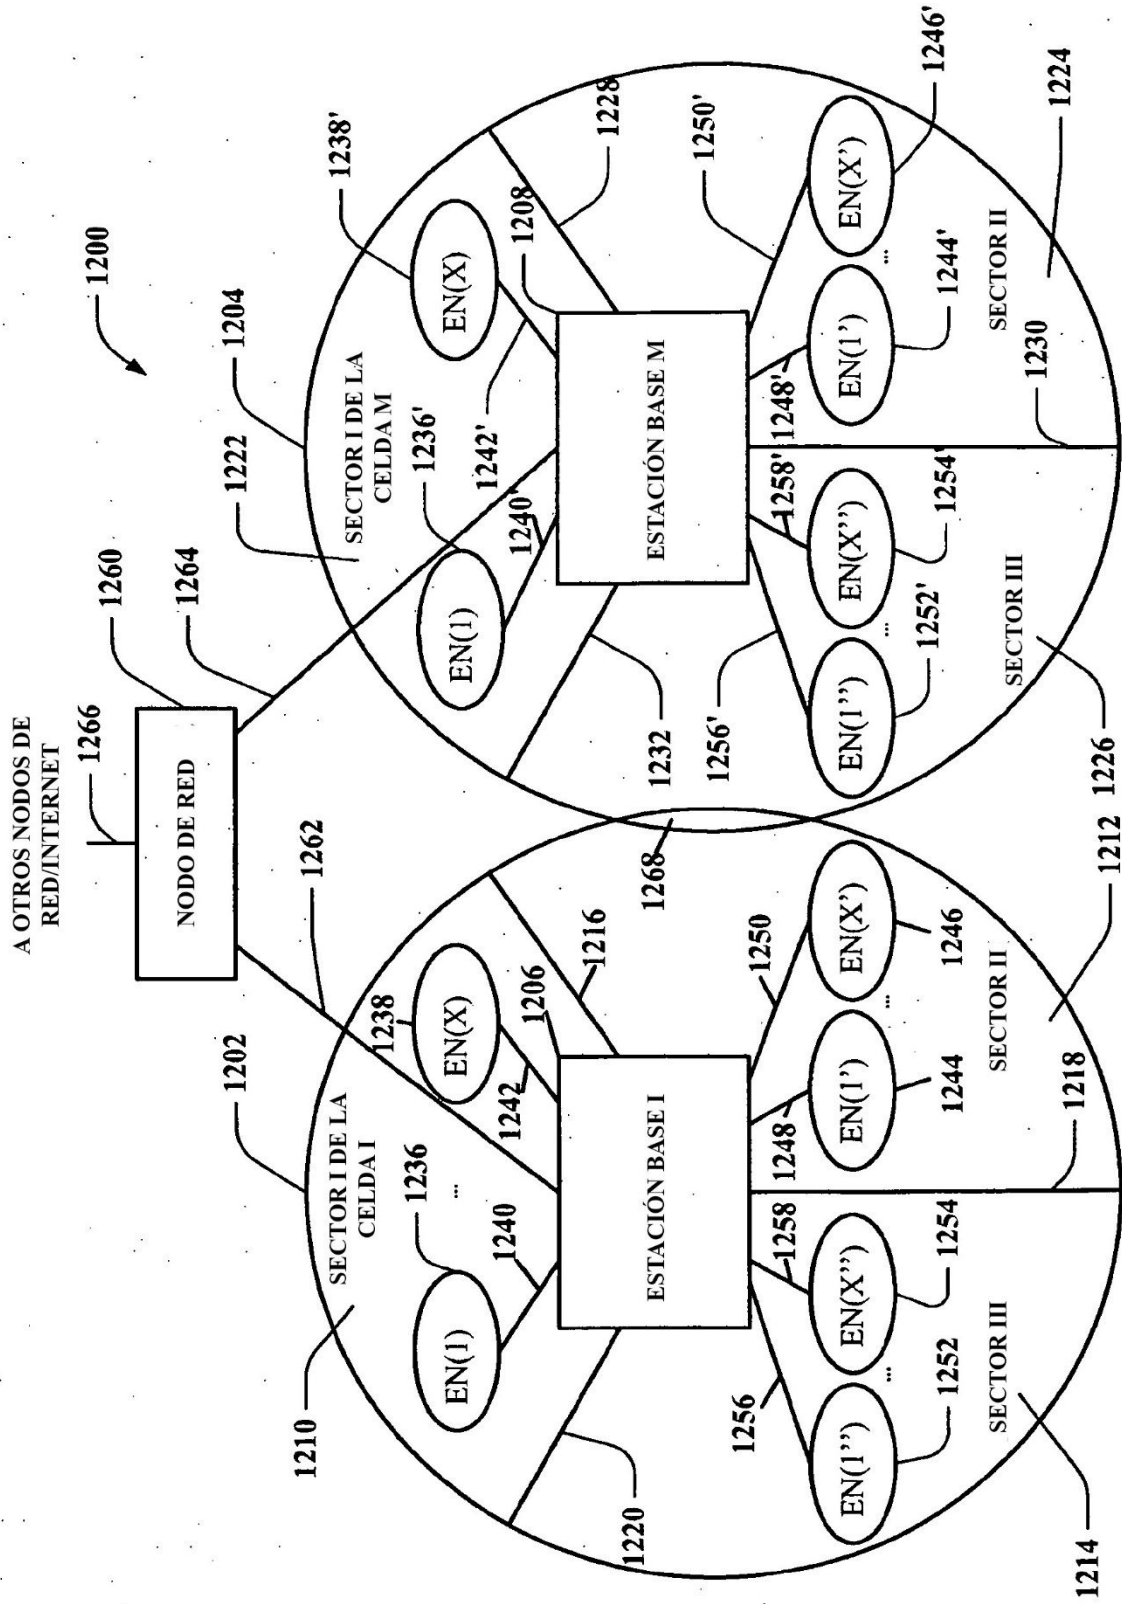 A OTROS NODOS DE
RED/INTERNET
1266
NODO DE RED
1260
1264
1262
1200
1202
1204
1210
SECTOR I DE LA
CELDA I
1236
...
EN(1)
1240
1238
EN(X)
1242
1206
1216
1220
ESTACIÓN BASE I
1256
1258
1248
1250
EN(1'')
...
EN(X'')
EN(1')
...
EN(X')
1252
1254
1244
1246
SECTOR III
SECTOR II
1214
1218
1212
1268
1222
SECTOR I DE LA
CELDA M
1236'
EN(1)
1240'
1238'
EN(X)
1242'
1208
1228
1232
ESTACIÓN BASE M
1256'
1258'
1248'
1250'
EN(1'')
...
EN(X'')
EN(1')
...
EN(X')
1252'
1254'
1244'
1246'
SECTOR III
SECTOR II
1226
1230
1224